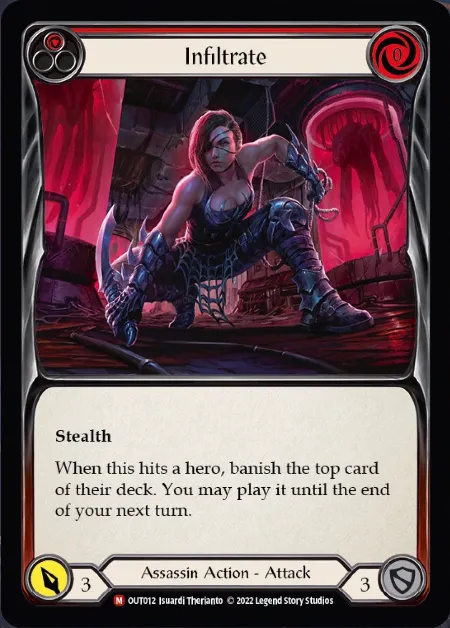 0
Infiltrate
Stealth
When this hits a hero, banish the top card
of their deck. You may play it until the end
of your next turn.
3
Assassin Action - Attack
3
M OUT012 Isuardi Therianto © 2022 Legend Story Studios